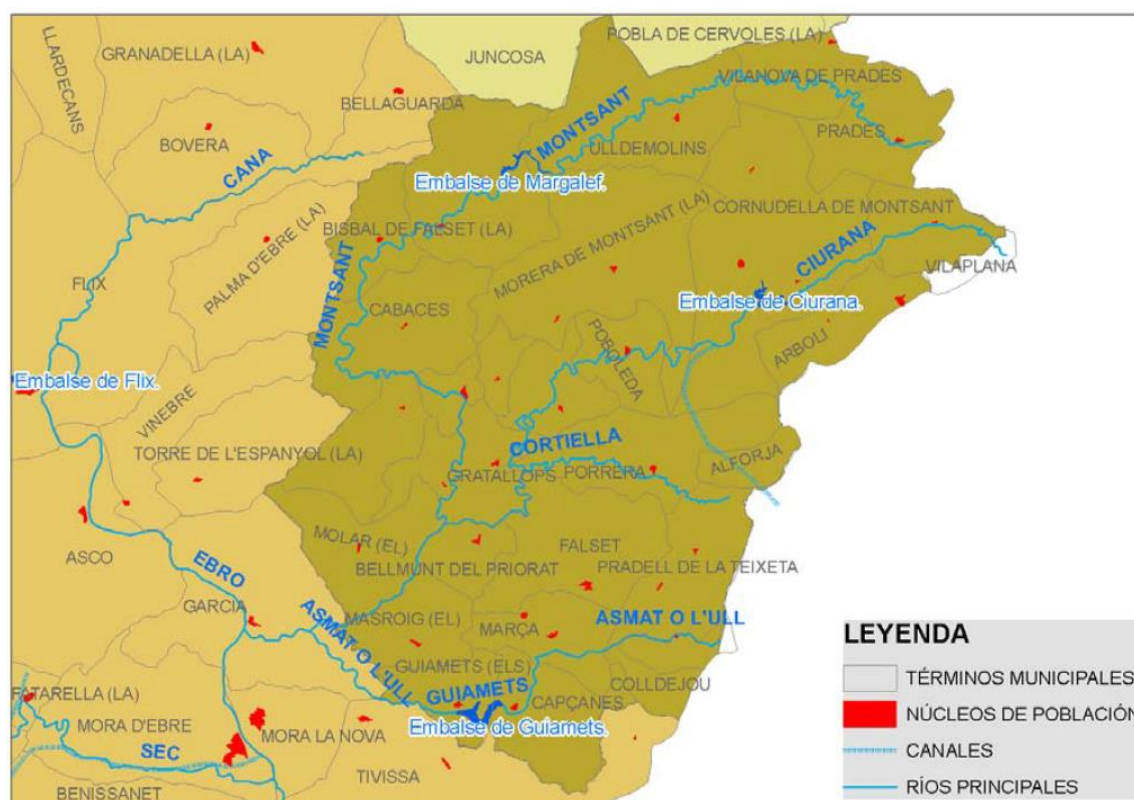 LLARDECANS
GRANADELLA (LA)
JUNCOSA
POBLA DE CERVOLES (LA)
VILANOVA DE PRADES
BELLAGUARDA
BOVERA
MONTSANT
ULLDEMOLINS
PRADES
CANA
Embalse de Margalef.
CORNUDELLA DE MONTSANT
PALMA D'EBRE (LA)
BISBAL DE FALSET (LA)
MORERA DE MONTSANT (LA)
CIURANA
VILAPLANA
FLIX
MONTSANT
CABACES
Embalse de Ciurana.
POBOLEDA
ARBOLI
Embalse de Flix.
VINEBRE
TORRE DE L'ESPANYOL (LA)
CORTIELLA
GRATALLOPS
PORRERA
ALFORJA
ASCO
MOLAR (EL)
FALSET
BELLMUNT DEL PRIORAT
PRADELL DE LA TEIXETA
EBRO
GARCIA
ASMAT O L'ULL
MASROIG (EL)
MARÇA
ASMAT O L'ULL
GUIAMETS (ELS)
COLLDEJOU
FATARELLA (LA)
GUIAMETS
CAPÇANES
MORA D'EBRE
MORA LA NOVA
Embalse de Guiamets.
SEC
TIVISSA
BENISSANET
LEYENDA
TÉRMINOS MUNICIPALES
NÚCLEOS DE POBLACIÓN
CANALES
RÍOS PRINCIPALES